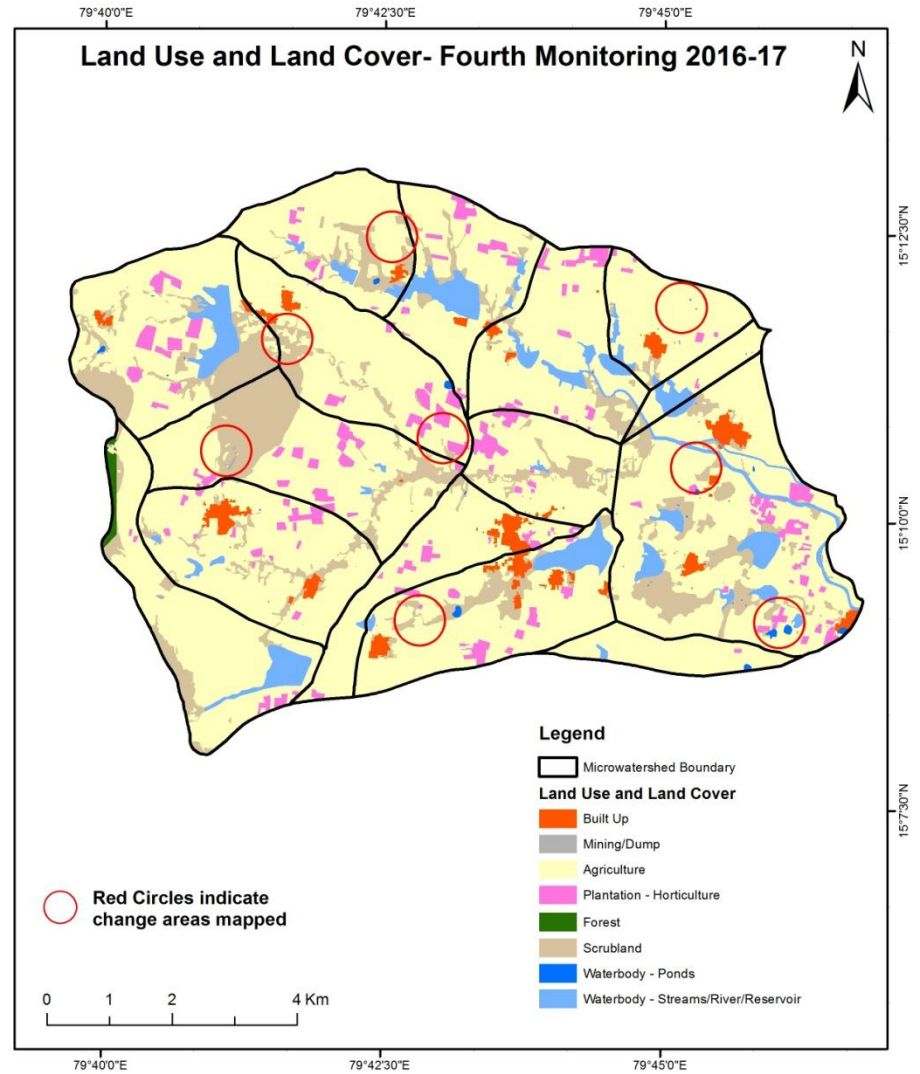 79°40'0"E 79°42'30"E 79°45'0"E
Land Use and Land Cover- Fourth Monitoring 2016-17
N
15°12'30"N
15°10'0"N
15°7'30"N
Legend
Microwatershed Boundary
Land Use and Land Cover
Built Up
Mining/Dump
Agriculture
Plantation - Horticulture
Forest
Scrubland
Waterbody - Ponds
Waterbody - Streams/River/Reservoir
Red Circles indicate
change areas mapped
0 1 2 4 Km
79°40'0"E 79°42'30"E 79°45'0"E